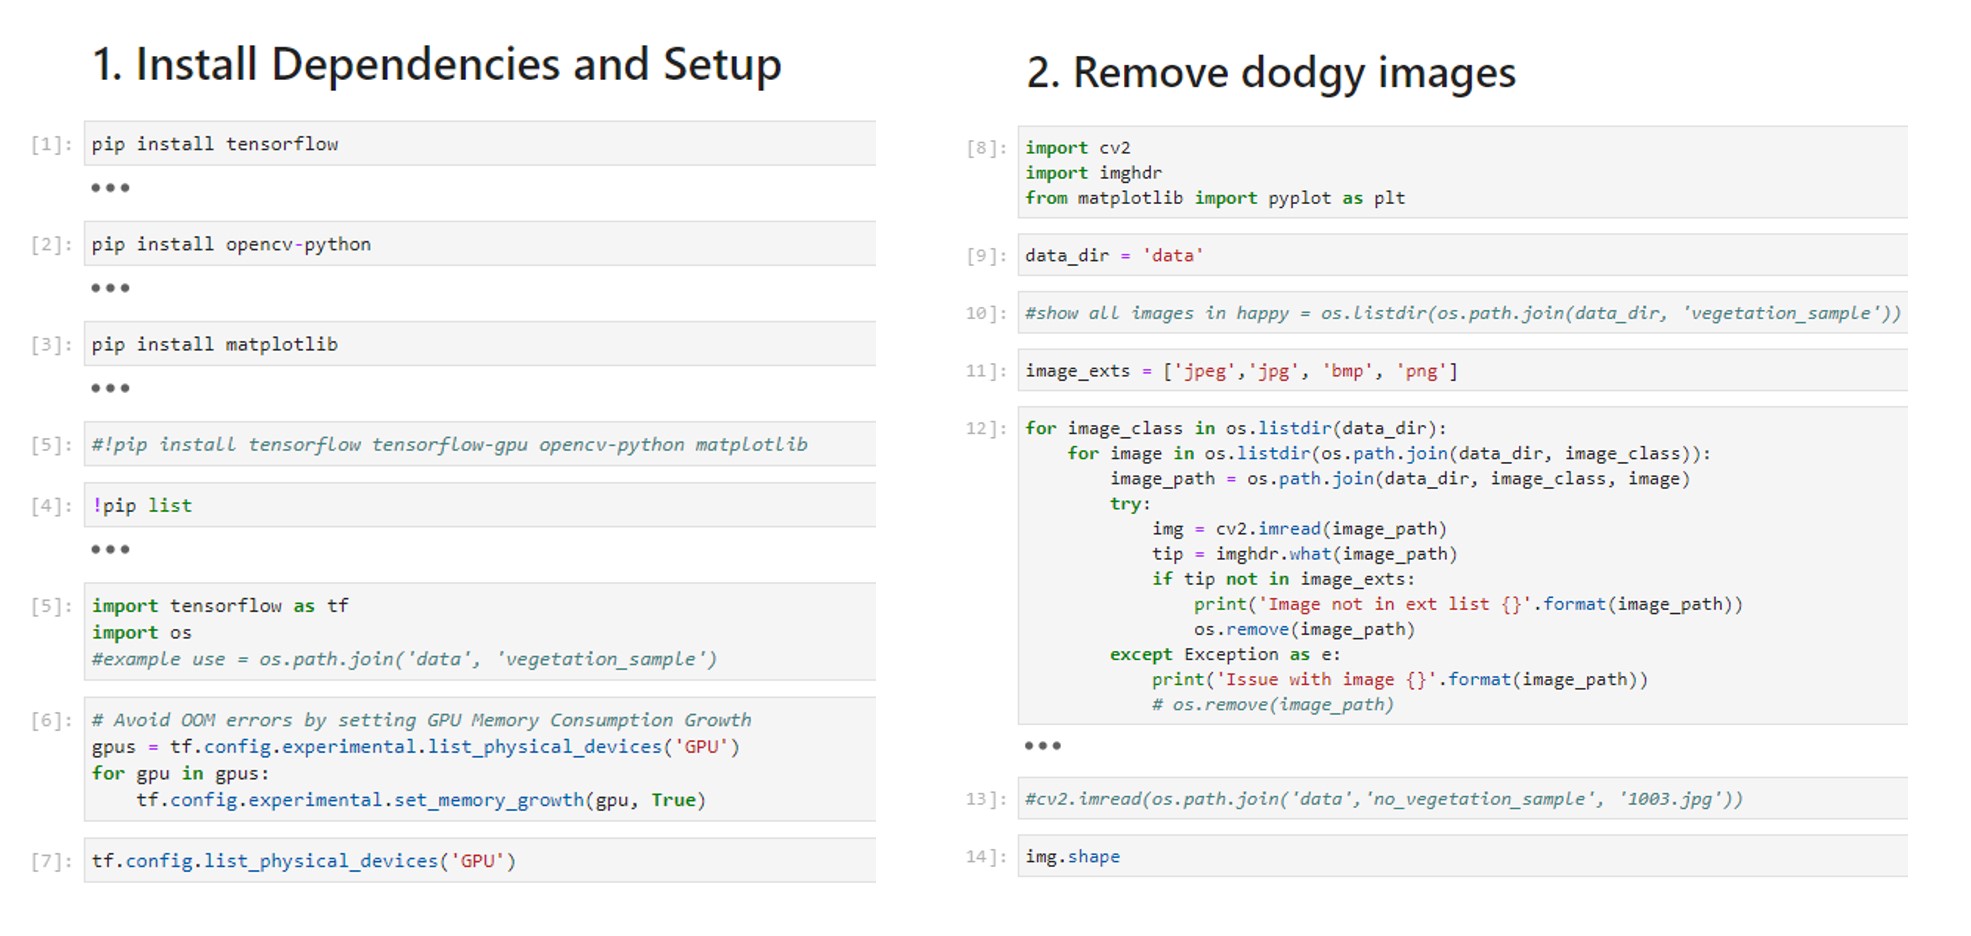 1. Install Dependencies and Setup
[1]: pip install tensorflow
[2]: pip install opencv-python
[3]: pip install matplotlib
[5]: #!pip install tensorflow tensorflow-gpu opencv-python matplotlib
[4]: !pip list
[5]: import tensorflow as tf
import os
#example use = os.path.join('data', 'vegetation_sample')
[6]: # Avoid OOM errors by setting GPU Memory Consumption Growth
gpus = tf.config.experimental.list_physical_devices('GPU')
for gpu in gpus:
    tf.config.experimental.set_memory_growth(gpu, True)
[7]: tf.config.list_physical_devices('GPU')
2. Remove dodgy images
[8]: import cv2
import imghdr
from matplotlib import pyplot as plt
[9]: data_dir = 'data'
10]: #show all images in happy = os.listdir(os.path.join(data_dir, 'vegetation_sample'))
11]: image_exts = ['jpeg','jpg', 'bmp', 'png']
12]: for image_class in os.listdir(data_dir):
    for image in os.listdir(os.path.join(data_dir, image_class)):
        image_path = os.path.join(data_dir, image_class, image)
        try:
            img = cv2.imread(image_path)
            tip = imghdr.what(image_path)
            if tip not in image_exts:
                print('Image not in ext list {}'.format(image_path))
                os.remove(image_path)
        except Exception as e:
            print('Issue with image {}'.format(image_path))
            # os.remove(image_path)
13]: #cv2.imread(os.path.join('data','no_vegetation_sample', '1003.jpg'))
14]: img.shape